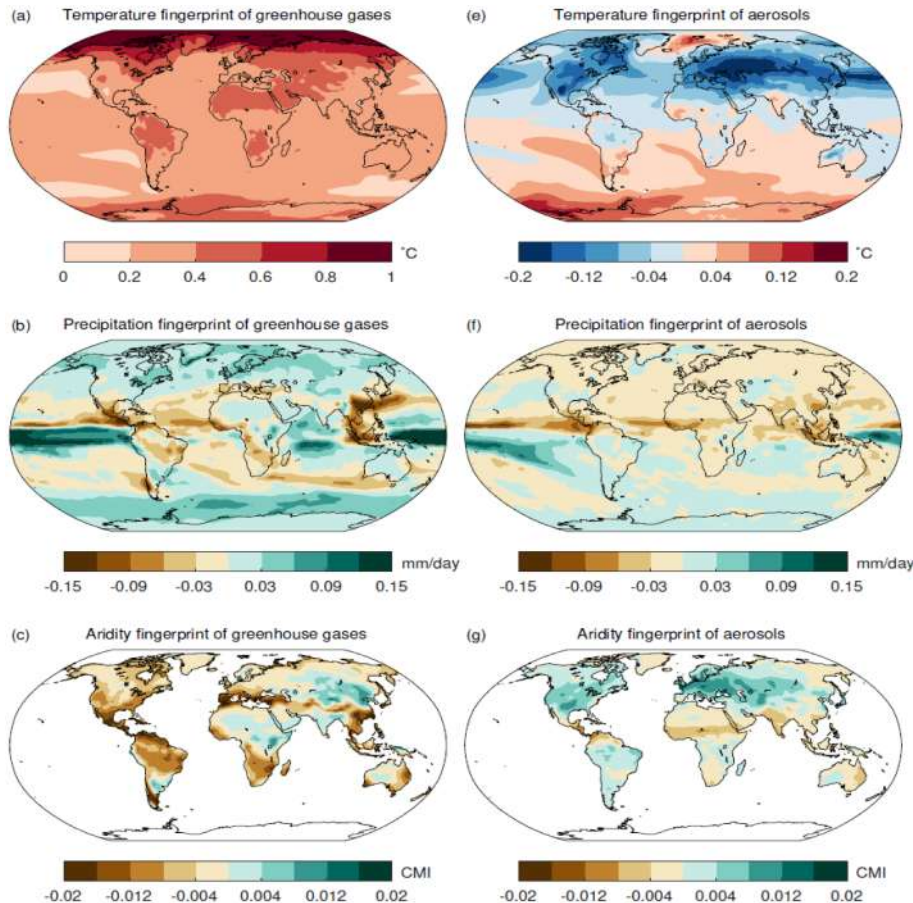 (a) Temperature fingerprint of greenhouse gases
˚C
0 0.2 0.4 0.6 0.8 1
(e) Temperature fingerprint of aerosols
˚C
-0.2 -0.12 -0.04 0.04 0.12 0.2
(b) Precipitation fingerprint of greenhouse gases
mm/day
-0.15 -0.09 -0.03 0.03 0.09 0.15
(f) Precipitation fingerprint of aerosols
mm/day
-0.15 -0.09 -0.03 0.03 0.09 0.15
(c) Aridity fingerprint of greenhouse gases
CMI
-0.02 -0.012 -0.004 0.004 0.012 0.02
(g) Aridity fingerprint of aerosols
CMI
-0.02 -0.012 -0.004 0.004 0.012 0.02